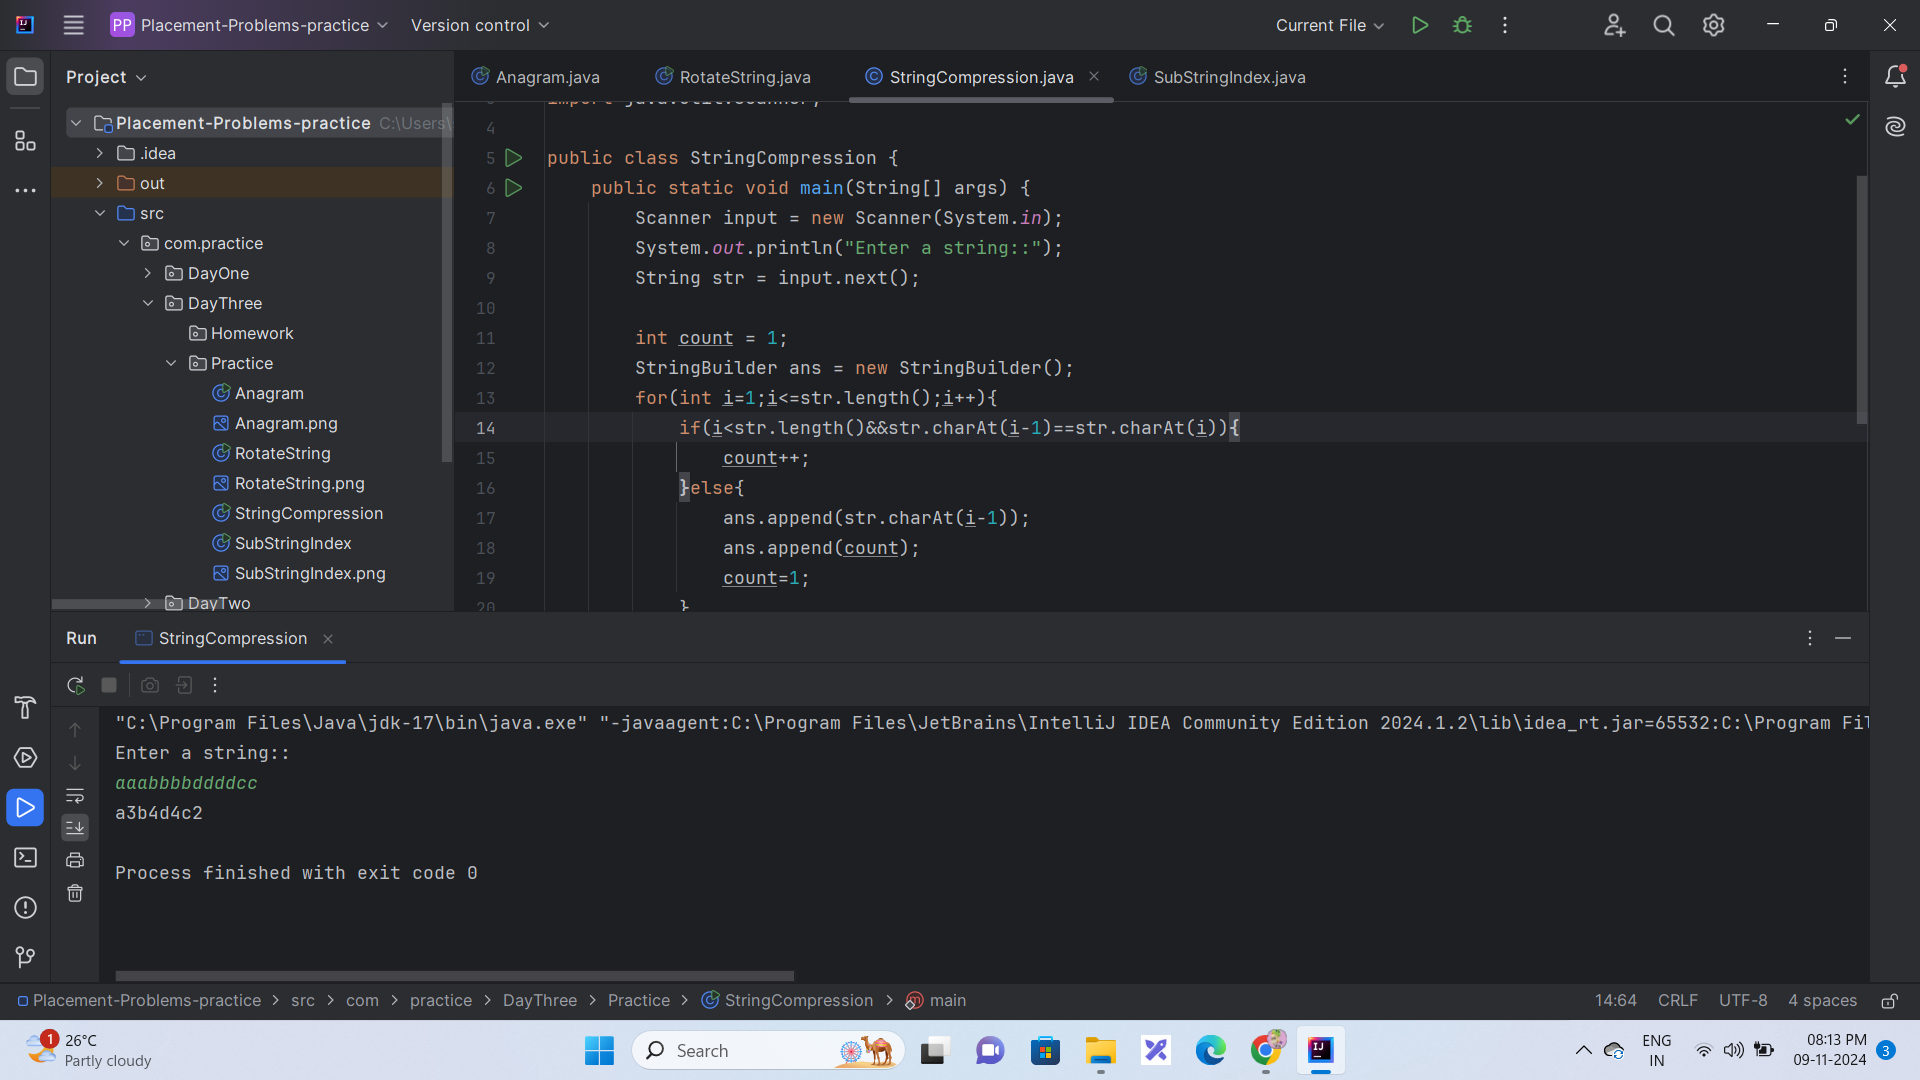 PP Placement-Problems-practice Version control Current File
Project
Anagram.java RotateString.java StringCompression.java SubStringIndex.java
Placement-Problems-practice C:\Users\
.idea
out
src
com.practice
DayOne
DayThree
Homework
Practice
Anagram
Anagram.png
RotateString
RotateString.png
StringCompression
SubStringIndex
SubStringIndex.png
DayTwo
import java.util.Scanner;
4
5 public class StringCompression {
6 public static void main(String[] args) {
7 Scanner input = new Scanner(System.in);
8 System.out.println("Enter a string::");
9 String str = input.next();
10
11 int count = 1;
12 StringBuilder ans = new StringBuilder();
13 for(int i=1;i<=str.length();i++){
14 if(i<str.length()&&str.charAt(i-1)==str.charAt(i)){
15 count++;
16 }else{
17 ans.append(str.charAt(i-1));
18 ans.append(count);
19 count=1;
20 }
Run StringCompression
"C:\Program Files\Java\jdk-17\bin\java.exe" "-javaagent:C:\Program Files\JetBrains\IntelliJ IDEA Community Edition 2024.1.2\lib\idea_rt.jar=65532:C:\Program Fil
Enter a string::
aaabbbbddddcc
a3b4d4c2
Process finished with exit code 0
Placement-Problems-practice > src > com > practice > DayThree > Practice > StringCompression > main 14:64 CRLF UTF-8 4 spaces
1 26°C
Partly cloudy
Search
ENG
IN
08:13 PM
09-11-2024
3